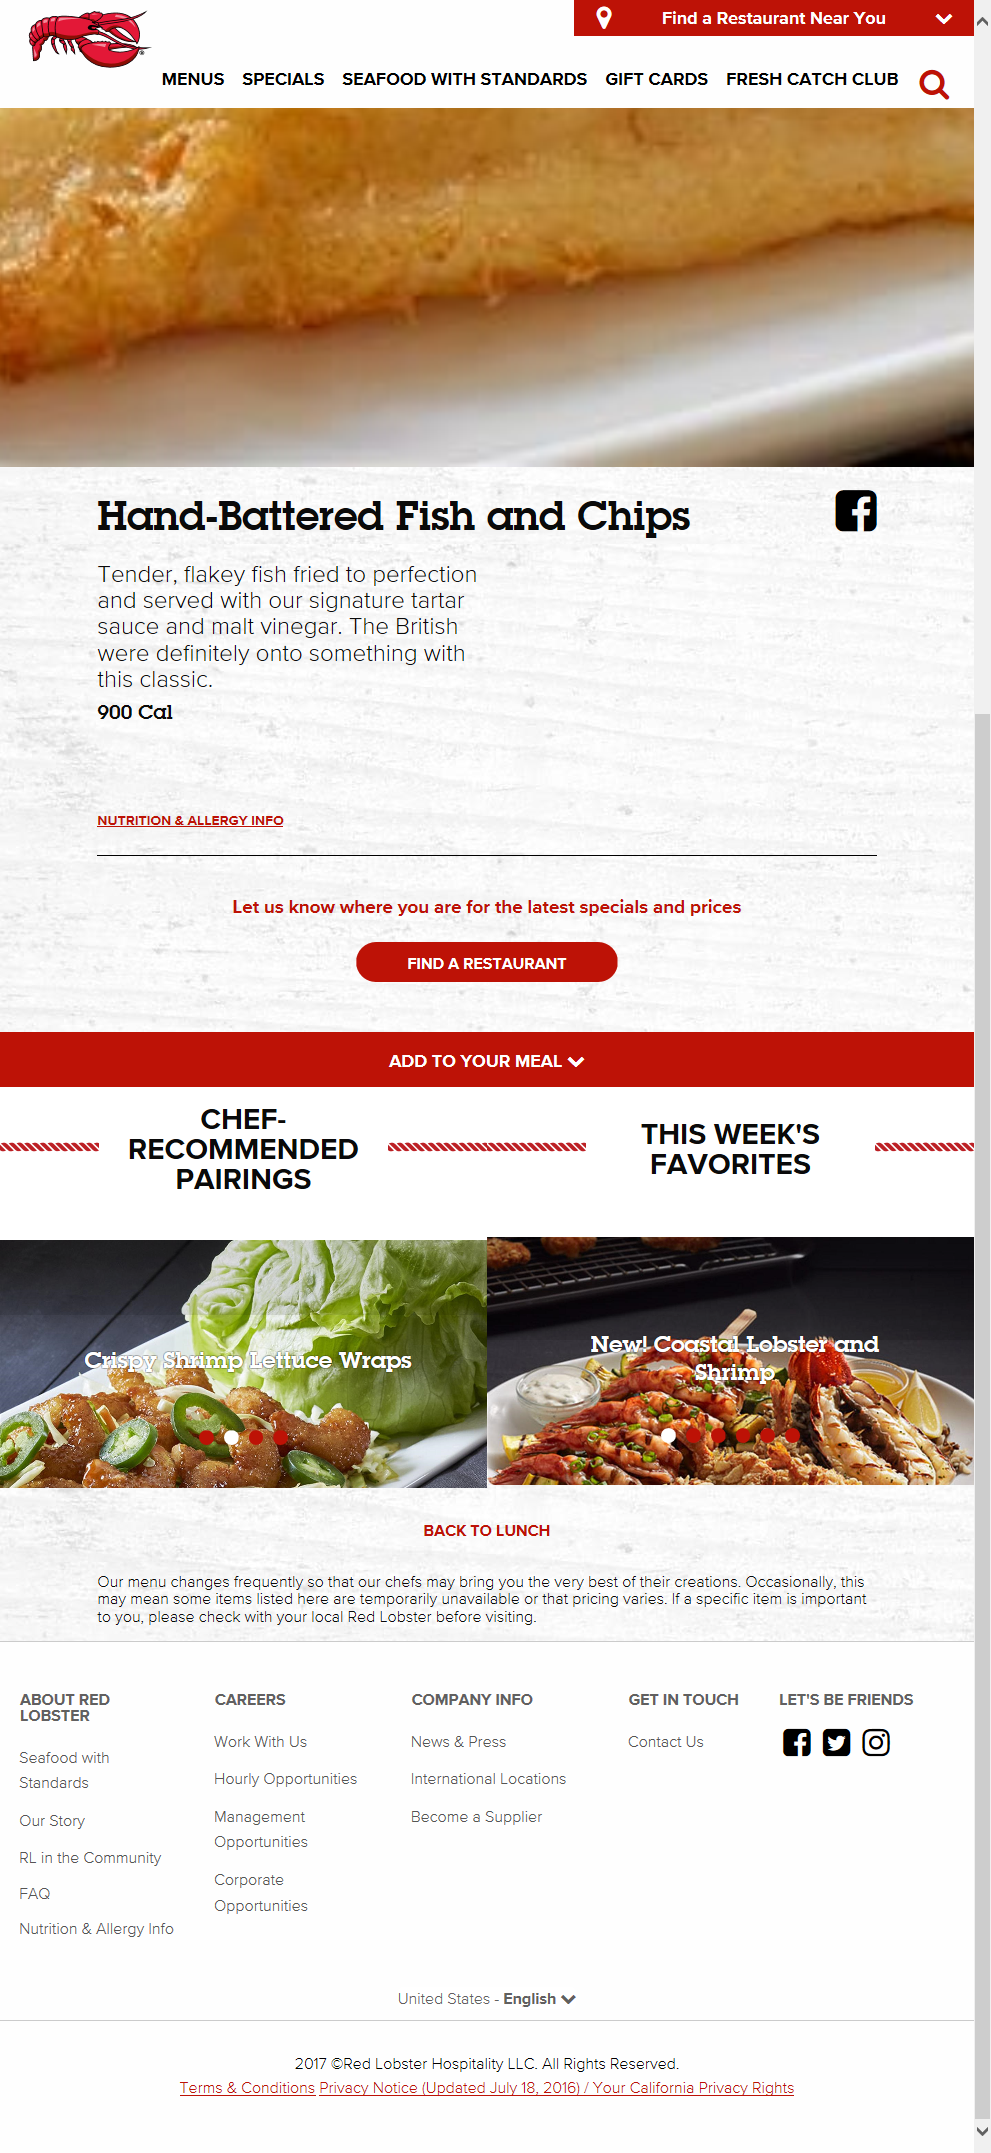 Find a Restaurant Near You
MENUS SPECIALS SEAFOOD WITH STANDARDS GIFT CARDS FRESH CATCH CLUB
Hand-Battered Fish and Chips
Tender, flakey fish fried to perfection
and served with our signature tartar
sauce and malt vinegar. The British
were definitely onto something with
this classic.
900 Cal
NUTRITION & ALLERGY INFO
Let us know where you are for the latest specials and prices
FIND A RESTAURANT
ADD TO YOUR MEAL
CHEF-
RECOMMENDED
PAIRINGS
THIS WEEK'S
FAVORITES
Crispy Shrimp Lettuce Wraps
New! Coastal Lobster and
Shrimp
BACK TO LUNCH
Our menu changes frequently so that our chefs may bring you the very best of their creations. Occasionally, this
may mean some items listed here are temporarily unavailable or that pricing varies. If a specific item is important
to you, please check with your local Red Lobster before visiting.
ABOUT RED
LOBSTER
Seafood with
Standards
Our Story
RL in the Community
FAQ
Nutrition & Allergy Info
CAREERS
Work With Us
Hourly Opportunities
Management
Opportunities
Corporate
Opportunities
COMPANY INFO
News & Press
International Locations
Become a Supplier
GET IN TOUCH
Contact Us
LET'S BE FRIENDS
United States - English
2017 ©Red Lobster Hospitality LLC. All Rights Reserved.
Terms & Conditions Privacy Notice (Updated July 18, 2016) / Your California Privacy Rights